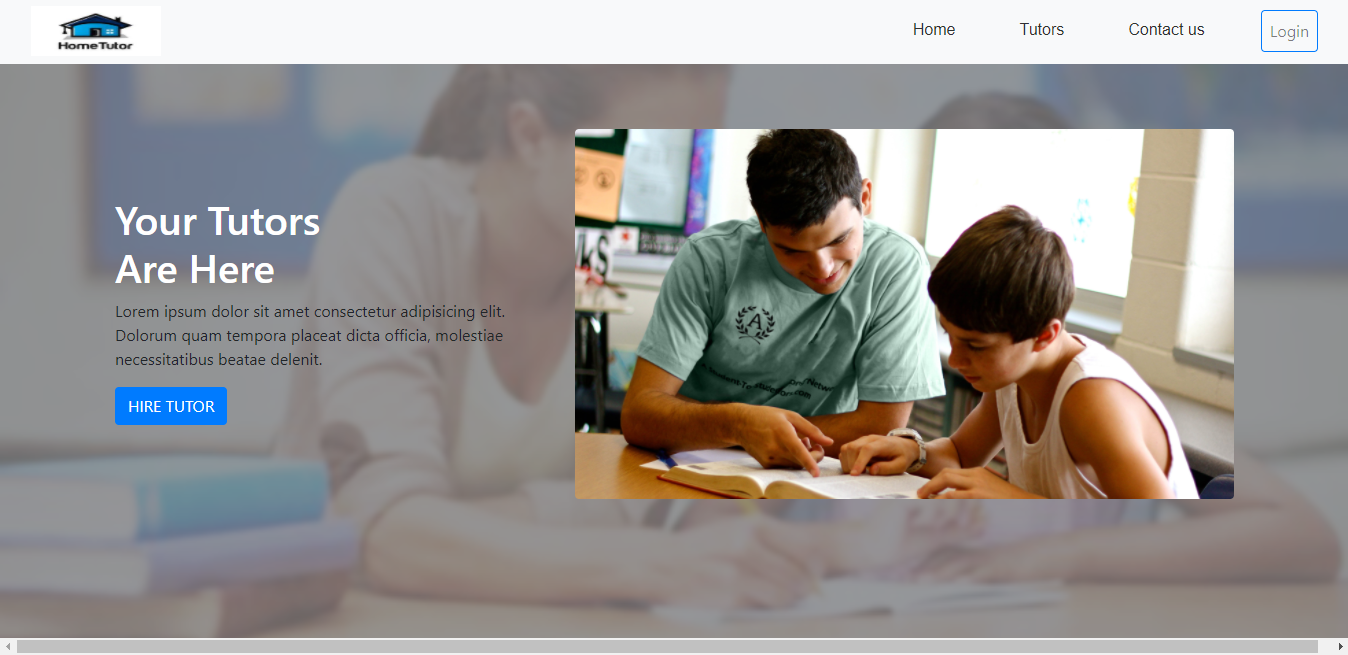 HomeTutor
Home Tutors Contact us Login
Your Tutors
Are Here
Lorem ipsum dolor sit amet consectetur adipisicing elit.
Dolorum quam tempora placeat dicta officia, molestiae
necessitatibus beatae delenit.
HIRE TUTOR
A